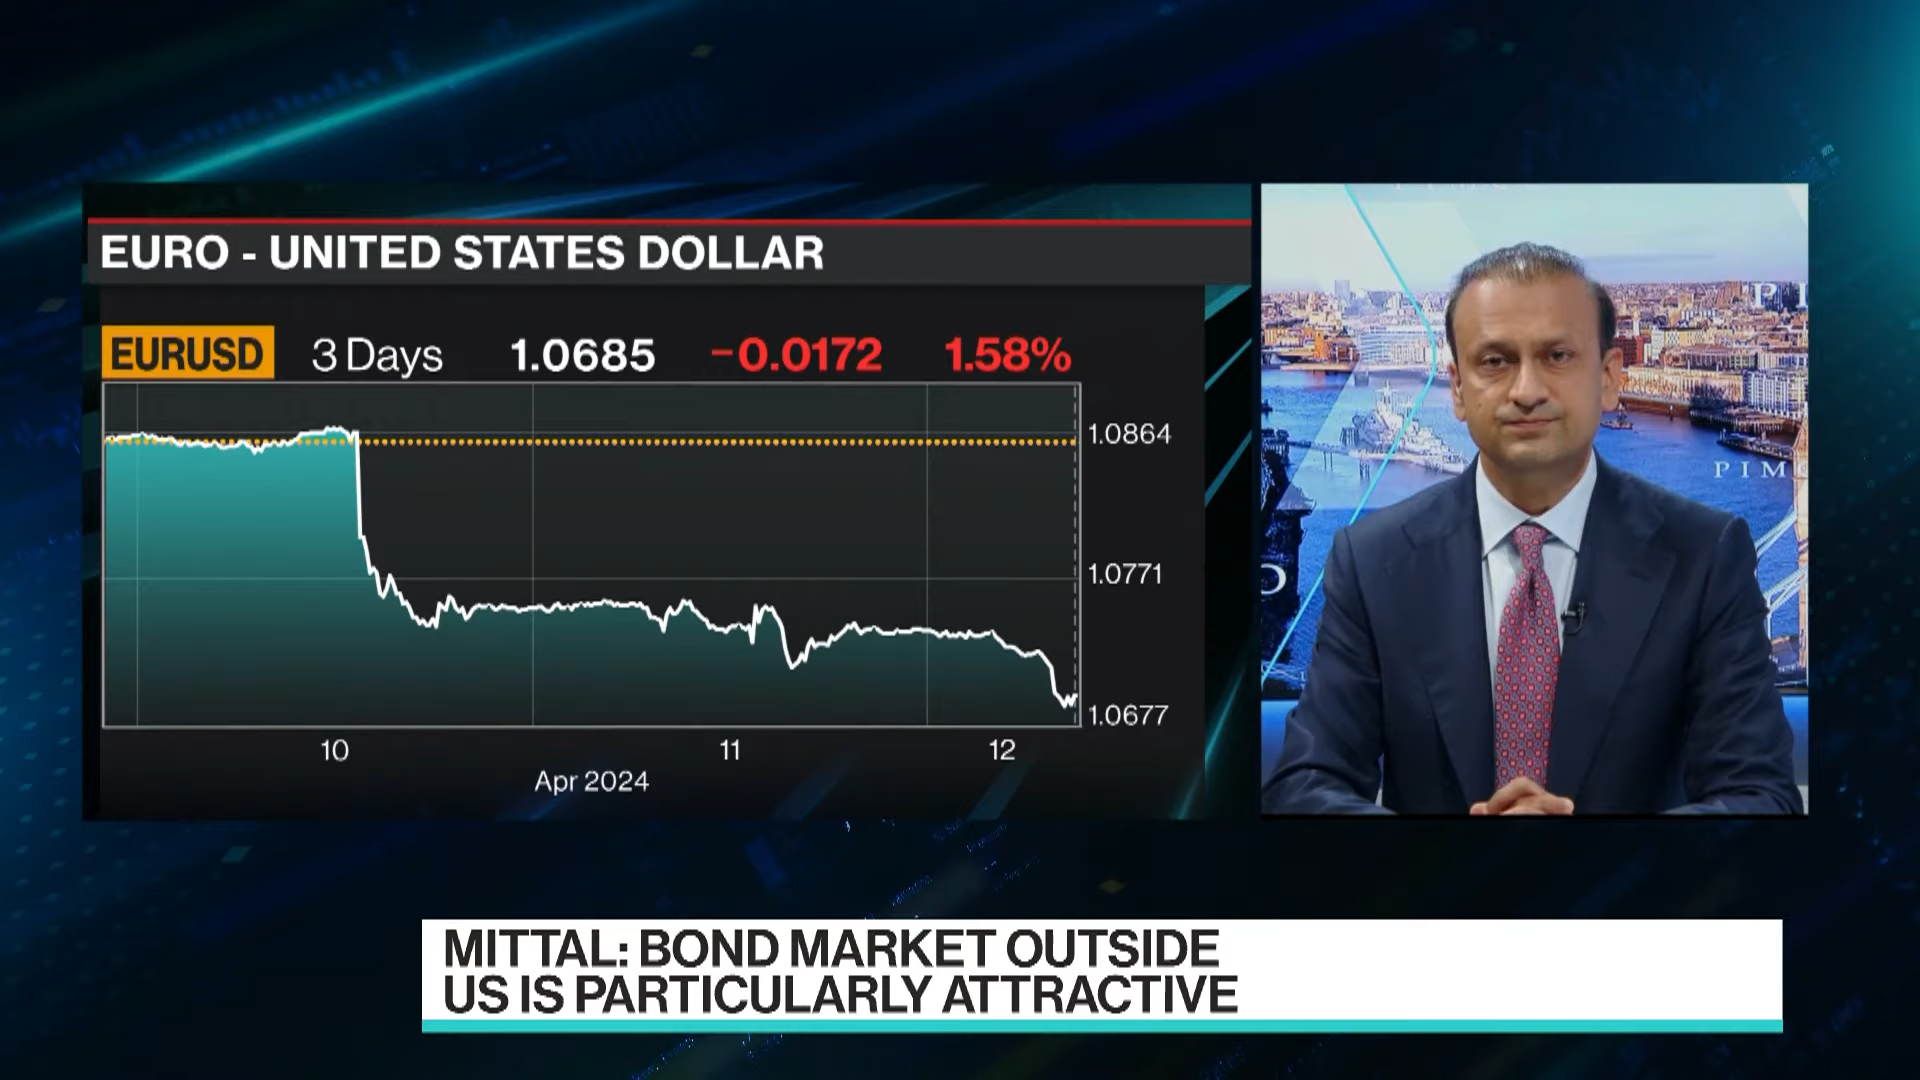 EURO - UNITED STATES DOLLAR
EURUSD 3 Days 1.0685 -0.0172 1.58%
1.0864
1.0771
1.0677
10 11 12
Apr 2024
PIMC
MITTAL: BOND MARKET OUTSIDE
US IS PARTICULARLY ATTRACTIVE